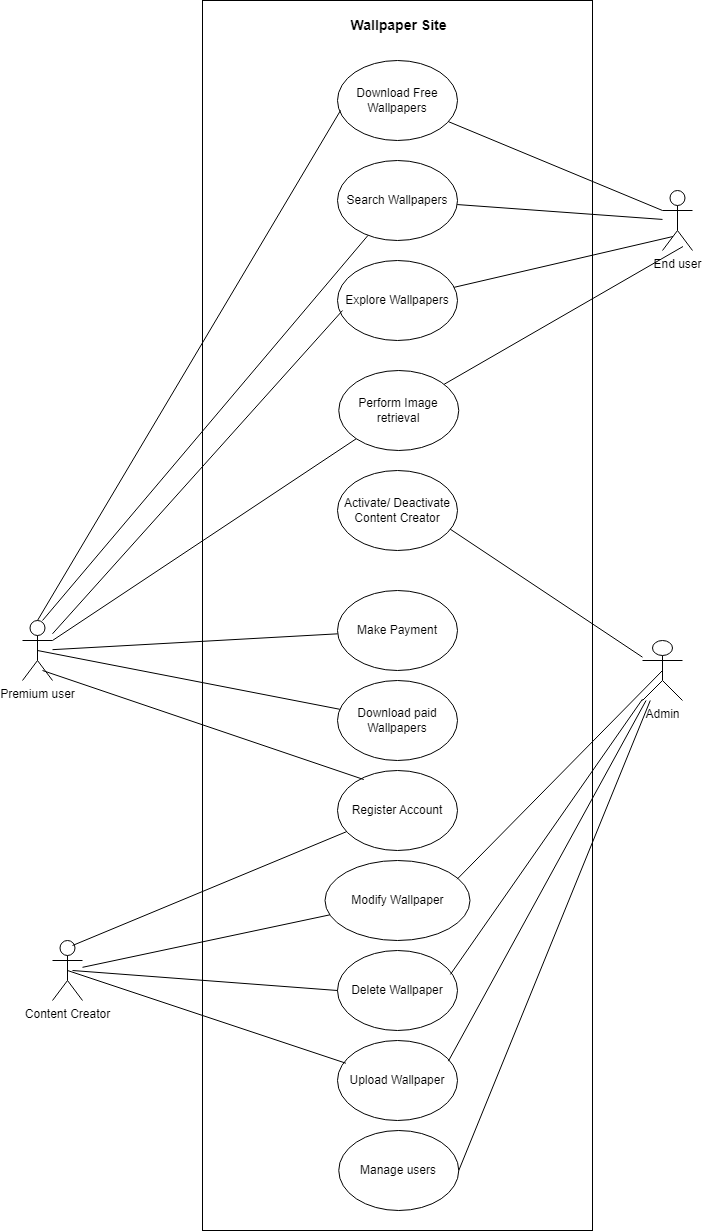 Wallpaper Site
Download Free
Wallpapers
Search Wallpapers
End user
Explore Wallpapers
Perform Image
retrieval
Activate/ Deactivate
Content Creator
Make Payment
Premium user
Admin
Download paid
Wallpapers
Register Account
Modify Wallpaper
Delete Wallpaper
Content Creator
Upload Wallpaper
Manage users